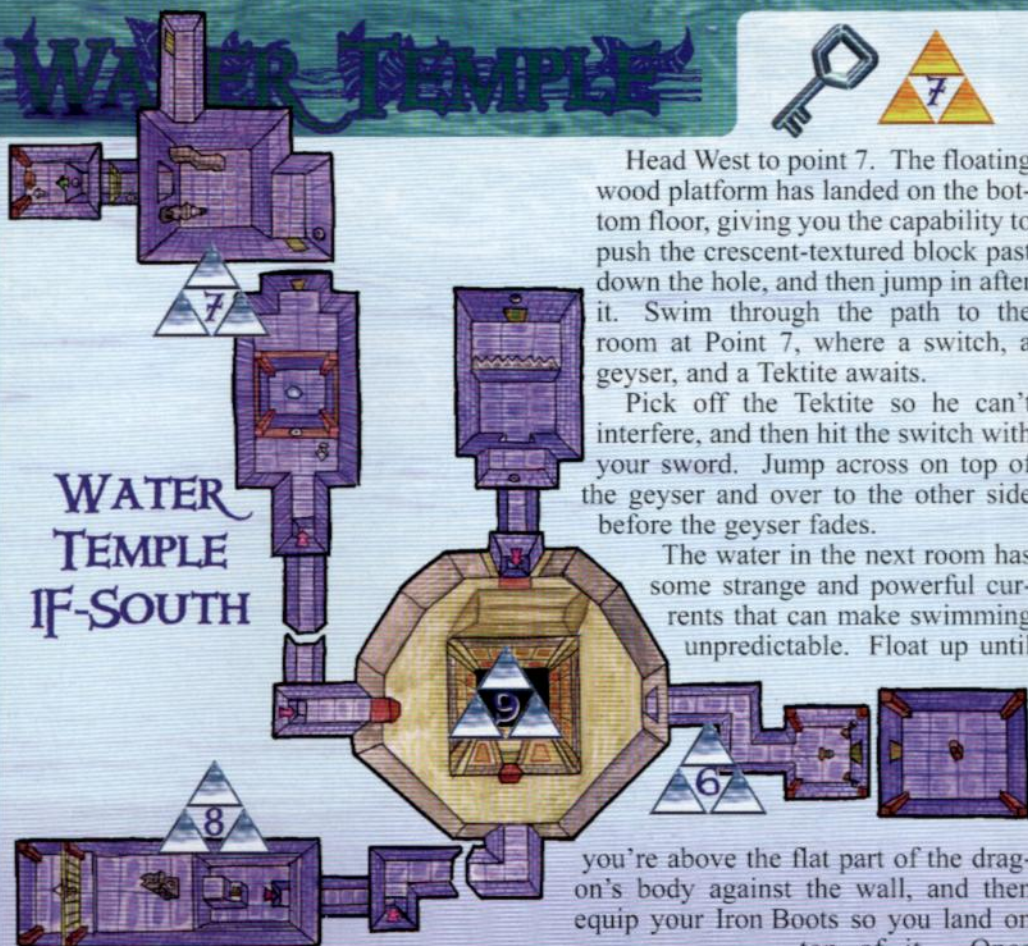 WATER TEMPLE
7
Head West to point 7. The floating
wood platform has landed on the bot-
tom floor, giving you the capability to
push the crescent-textured block past
down the hole, and then jump in after
it. Swim through the path to the
room at Point 7, where a switch, a
geyser, and a Tektite awaits.
Pick off the Tektite so he can't
interfere, and then hit the switch with
your sword. Jump across on top of
the geyser and over to the other side
before the geyser fades.
The water in the next room has
some strange and powerful cur-
rents that can make swimming
unpredictable. Float up until
you're above the flat part of the drag-
on's body against the wall, and then
equip your Iron Boots so you land on
7
WATER
TEMPLE
1F-SOUTH
9
6
8